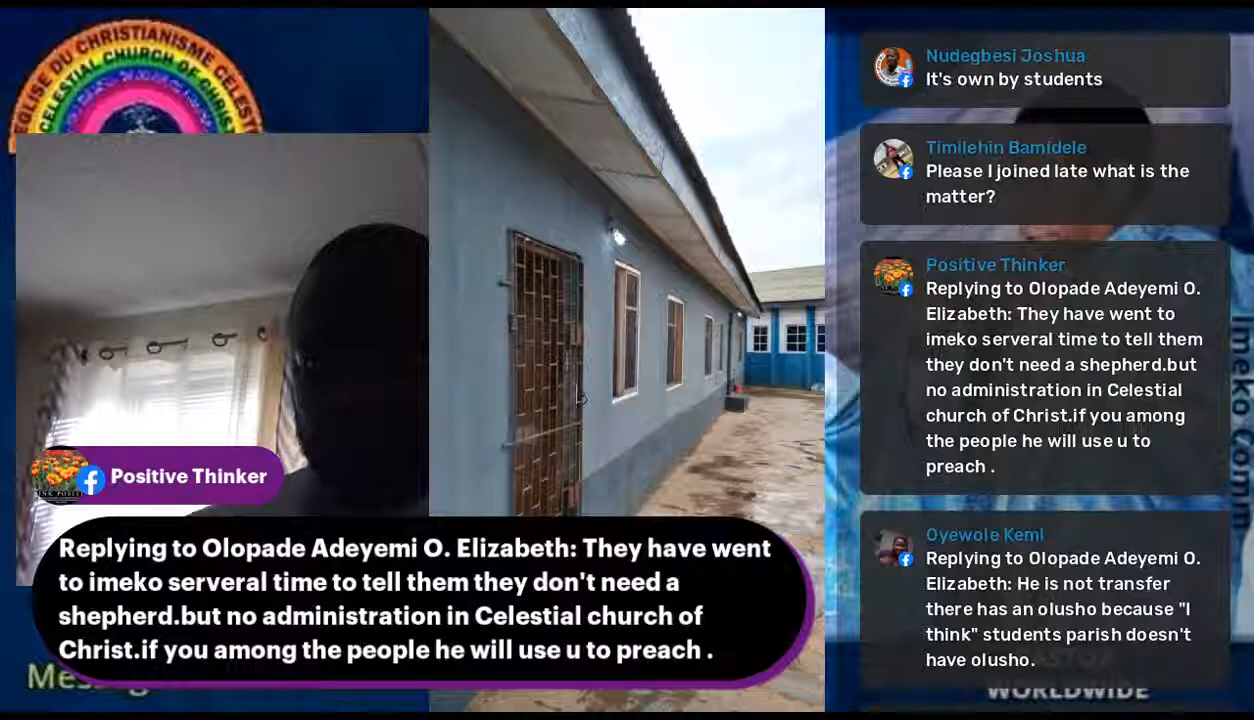 EGLISE DU CHRISTIANISME CELESTE
CELESTIAL CHURCH OF CHRIST
Positive Thinker
Replying to Olopade Adeyemi O. Elizabeth: They have went
to imeko serveral time to tell them they don't need a
shepherd.but no administration in Celestial church of
Christ.if you among the people he will use u to preach .
Nudegbesi Joshua
It's own by students
Timilehin Bamidele
Please I joined late what is the
matter?
Positive Thinker
Replying to Olopade Adeyemi O.
Elizabeth: They have went to
imeko serveral time to tell them
they don't need a shepherd.but
no administration in Celestial
church of Christ.if you among
the people he will use u to
preach .
Oyewole Kemi
Replying to Olopade Adeyemi O.
Elizabeth: He is not transfer
there has an olusho because "I
think" students parish doesn't
have olusho.
WORLDWIDE